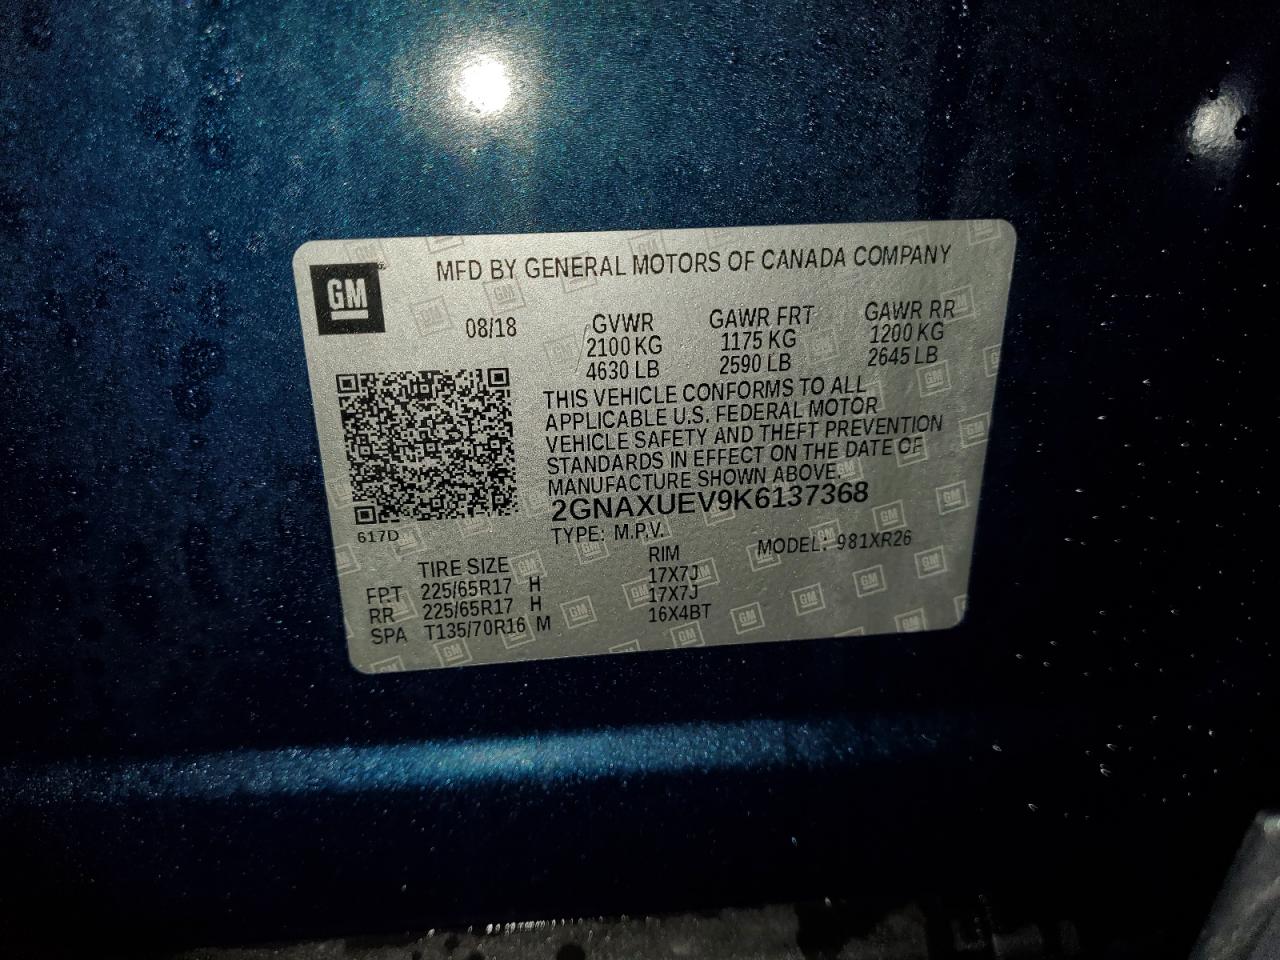 GM
MFD BY GENERAL MOTORS OF CANADA COMPANY
08/18
GVWR GAWR FRT GAWR RR
2100 KG 1175 KG 1200 KG
4630 LB 2590 LB 2645 LB
THIS VEHICLE CONFORMS TO ALL
APPLICABLE U.S. FEDERAL MOTOR
VEHICLE SAFETY AND THEFT PREVENTION
STANDARDS IN EFFECT ON THE DATE OF
MANUFACTURE SHOWN ABOVE.
2GNAXUEV9K6137368
617D
TYPE: M.P.V. MODEL: 981XR26
TIRE SIZE RIM
FRT 225/65R17 H 17X7J
RR 225/65R17 H 17X7J
SPA T135/70R16 M 16X4BT